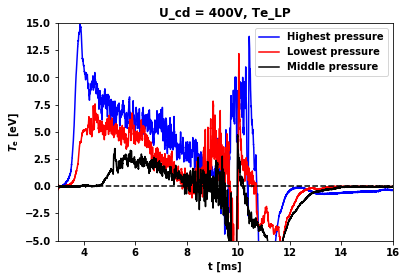 U_cd = 400V, Te_LP
Highest pressure
Lowest pressure
Middle pressure
15.0
12.5
10.0
7.5
5.0
2.5
0.0
−2.5
−5.0
Te [eV]
4 6 8 10 12 14 16
t [ms]